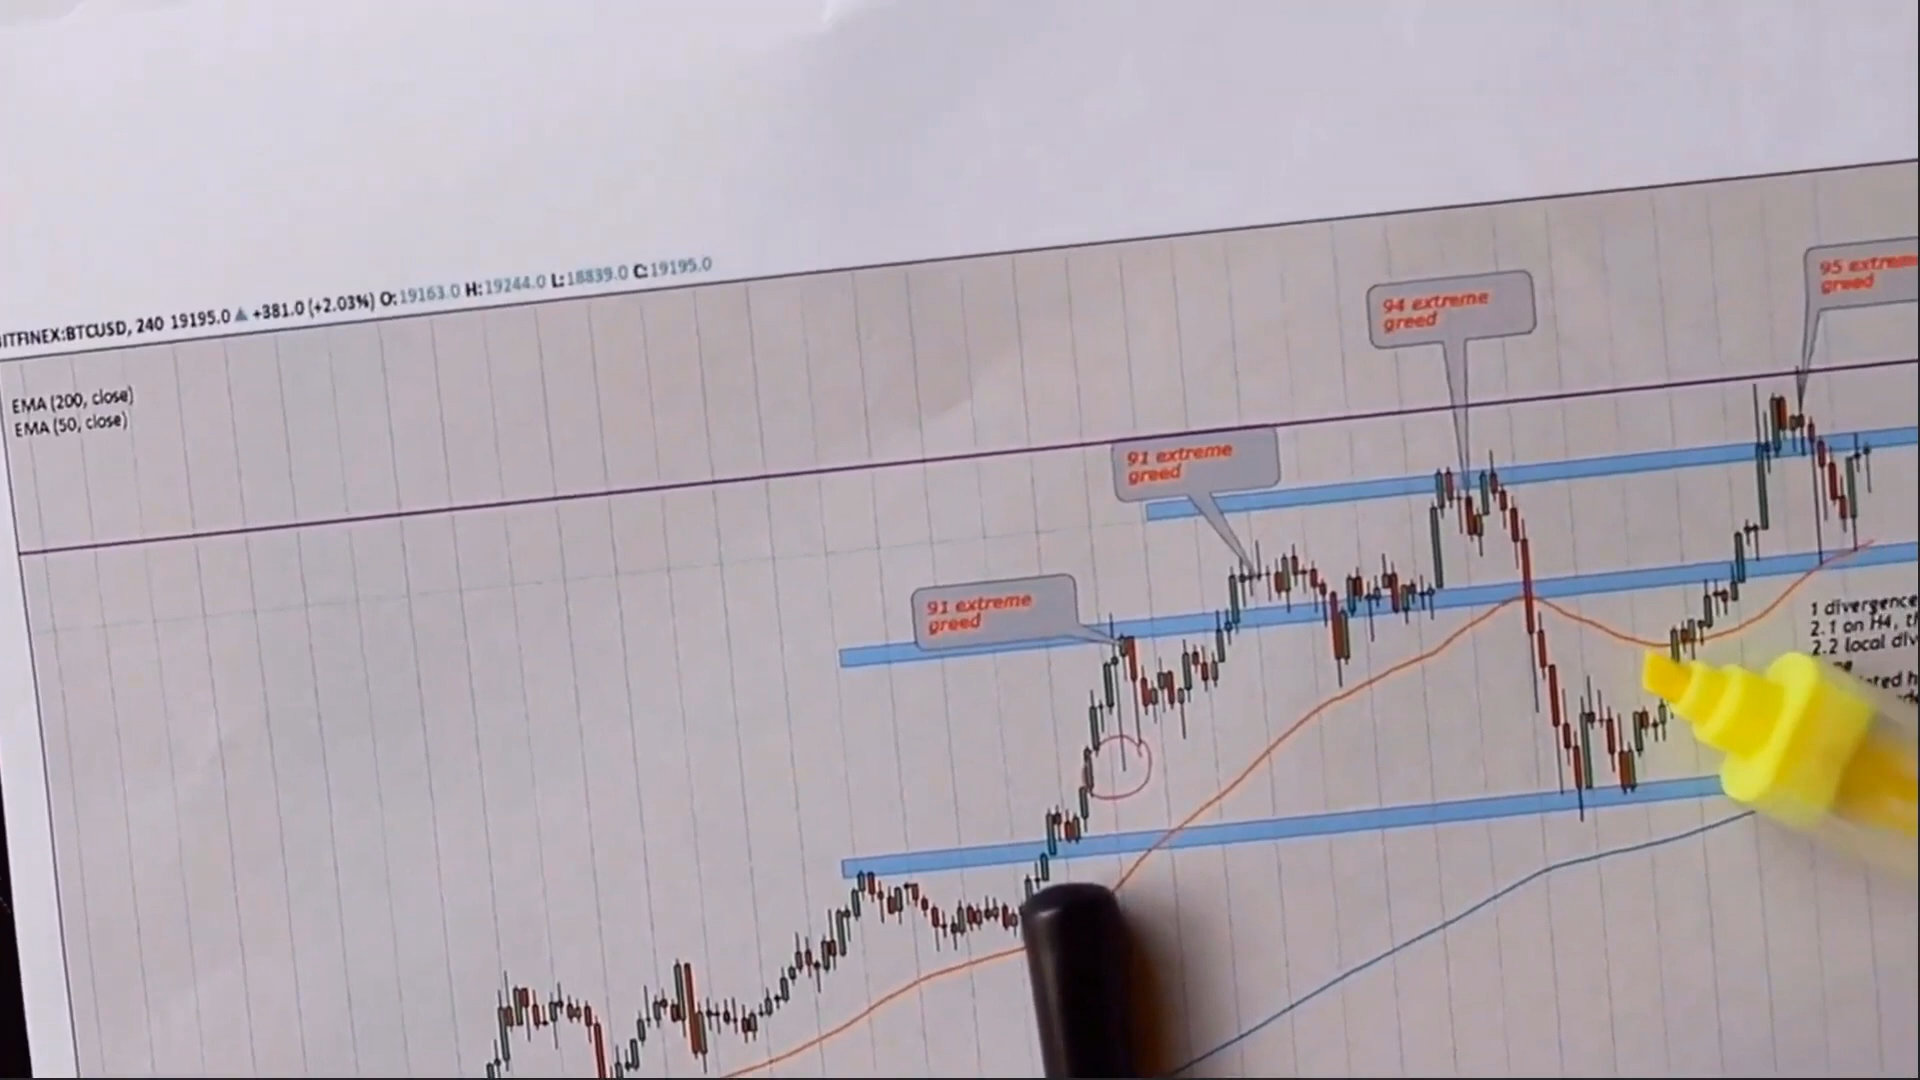 ITFINEX:BTCUSD, 240 19195.0 ▲ +381.0 (+2.03%) O:19163.0 H:19244.0 L:18839.0 C:19195.0
EMA (200, close)
EMA (50, close)
91 extreme
greed
91 extreme
greed
94 extreme
greed
95 extreme
greed
1 divergence
2.1 on H4, t
2.2 local div